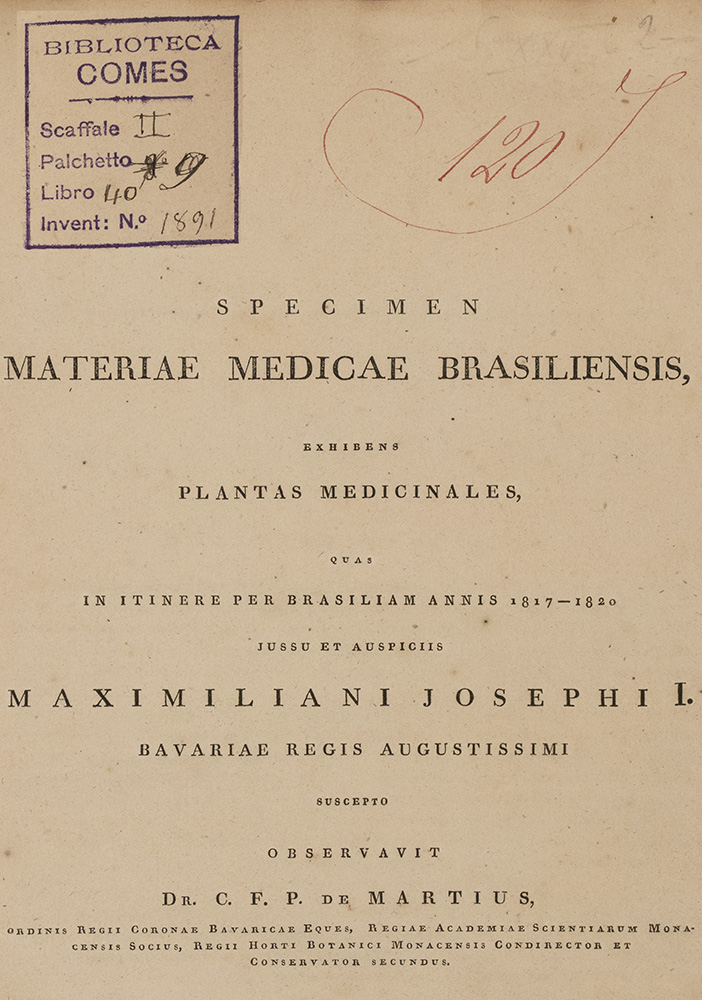 BIBLIOTECA
COMES
Scaffale II
Palchetto 9
Libro 40
Invent: N.º 1891
2
120
SPECIMEN
MATERIAE MEDICAE BRASILIENSIS,
EXHIBENS
PLANTAS MEDICINALES,
QUAS
IN ITINERE PER BRASILIAM ANNIS 1817—1820
JUSSU ET AUSPICIIS
MAXIMILIANI JOSEPHI I.
BAVARIAE REGIS AUGUSTISSIMI
SUSCEPTO
OBSERVAVIT
DR. C. F. P. DE MARTIUS,
ORDINIS REGII CORONAE BAVARICAE EQUES, REGIAE ACADEMIAE SCIENTIARUM MONA-
CENSIS SOCIUS, REGII HORTI BOTANICI MONACENSIS CONDIRECTOR ET
CONSERVATOR SECUNDUS.